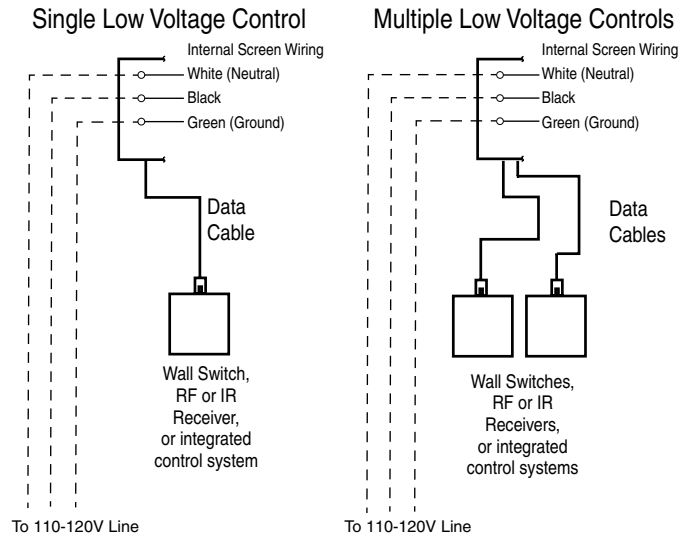 Single Low Voltage Control
Internal Screen Wiring
White (Neutral)
Black
Green (Ground)
Data
Cable
Wall Switch,
RF or IR
Receiver,
or integrated
control system
To 110-120V Line
Multiple Low Voltage Controls
Internal Screen Wiring
White (Neutral)
Black
Green (Ground)
Data
Cables
Wall Switches,
RF or IR
Receivers,
or integrated
control systems
To 110-120V Line